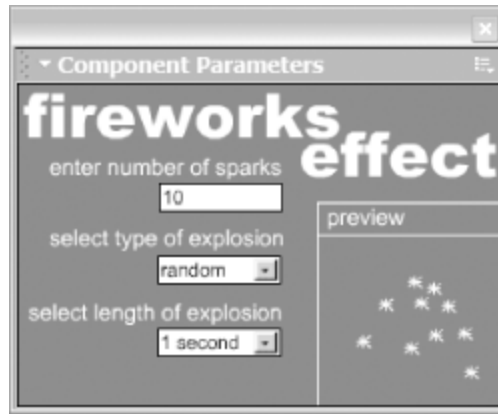 Component Parameters
fireworks
effect
enter number of sparks
10
select type of explosion
random
select length of explosion
1 second
preview